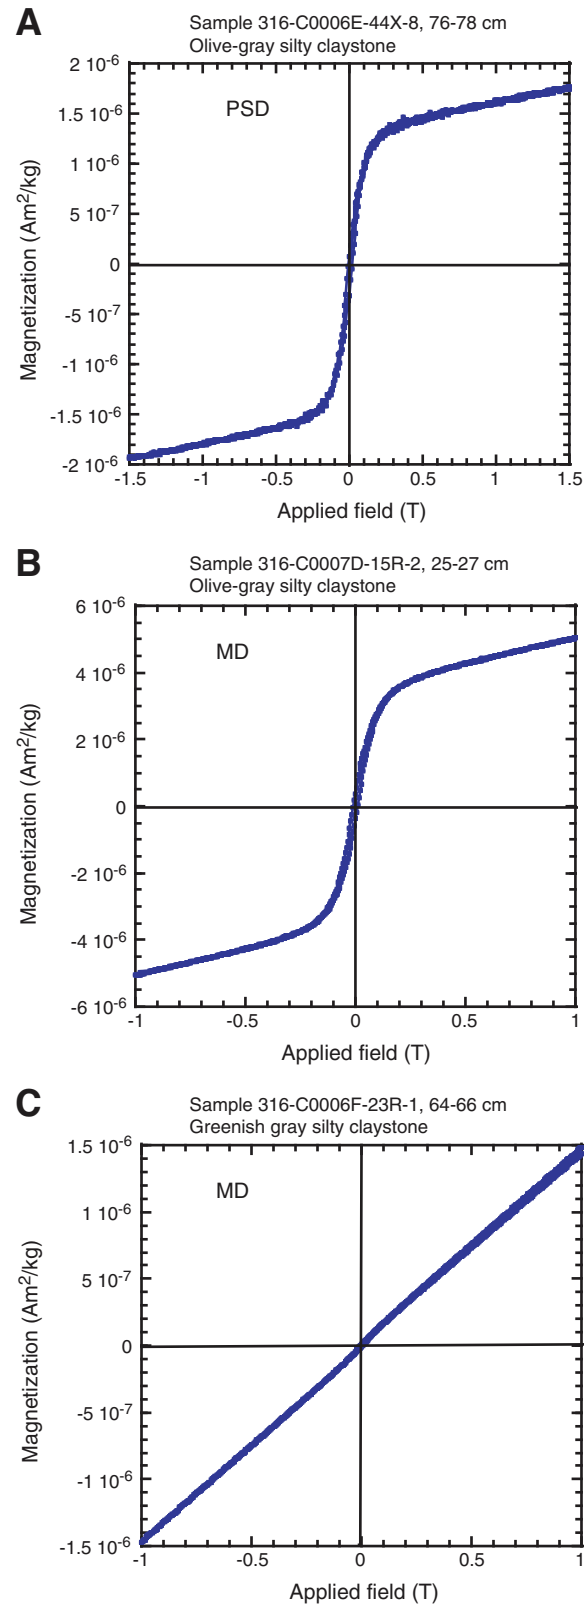 A
Sample 316-C0006E-44X-8, 76-78 cm
Olive-gray silty claystone
2 10⁻⁶
1.5 10⁻⁶
1 10⁻⁶
5 10⁻⁷
0
-5 10⁻⁷
-1 10⁻⁶
-1.5 10⁻⁶
-2 10⁻⁶
Magnetization (Am²/kg)
PSD
-1.5 -1 -0.5 0 0.5 1 1.5
Applied field (T)
B
Sample 316-C0007D-15R-2, 25-27 cm
Olive-gray silty claystone
6 10⁻⁶
4 10⁻⁶
2 10⁻⁶
0
-2 10⁻⁶
-4 10⁻⁶
-6 10⁻⁶
Magnetization (Am²/kg)
MD
-1 -0.5 0 0.5 1
Applied field (T)
C
Sample 316-C0006F-23R-1, 64-66 cm
Greenish gray silty claystone
1.5 10⁻⁶
1 10⁻⁶
5 10⁻⁷
0
-5 10⁻⁷
-1 10⁻⁶
-1.5 10⁻⁶
Magnetization (Am²/kg)
MD
-1 -0.5 0 0.5 1
Applied field (T)